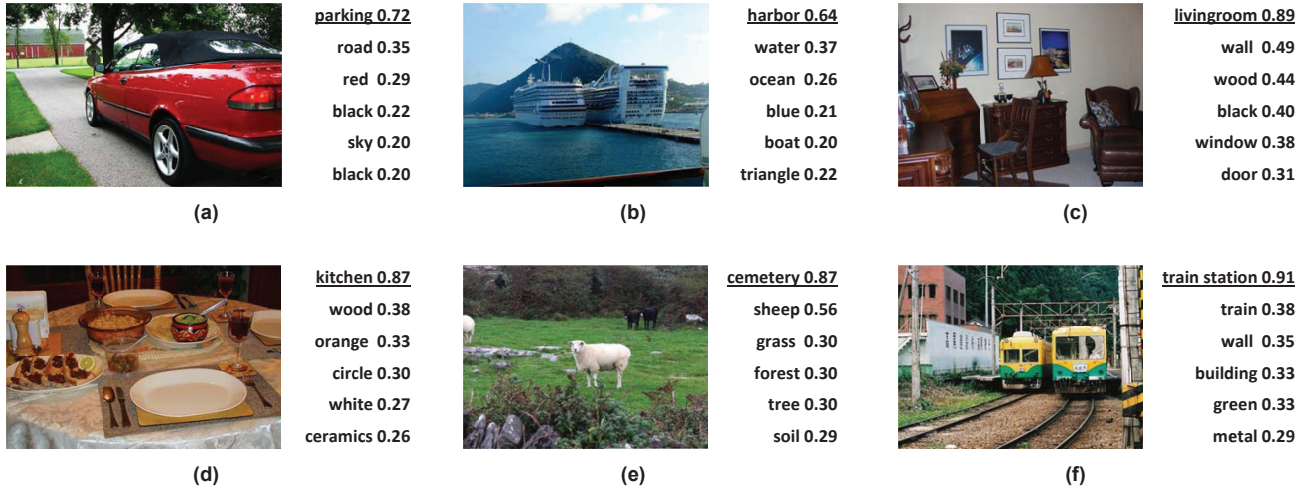 parking 0.72
road 0.35
red 0.29
black 0.22
sky 0.20
black 0.20
(a)
harbor 0.64
water 0.37
ocean 0.26
blue 0.21
boat 0.20
triangle 0.22
(b)
livingroom 0.89
wall 0.49
wood 0.44
black 0.40
window 0.38
door 0.31
(c)
kitchen 0.87
wood 0.38
orange 0.33
circle 0.30
white 0.27
ceramics 0.26
(d)
cemetery 0.87
sheep 0.56
grass 0.30
forest 0.30
tree 0.30
soil 0.29
(e)
train station 0.91
train 0.38
wall 0.35
building 0.33
green 0.33
metal 0.29
(f)